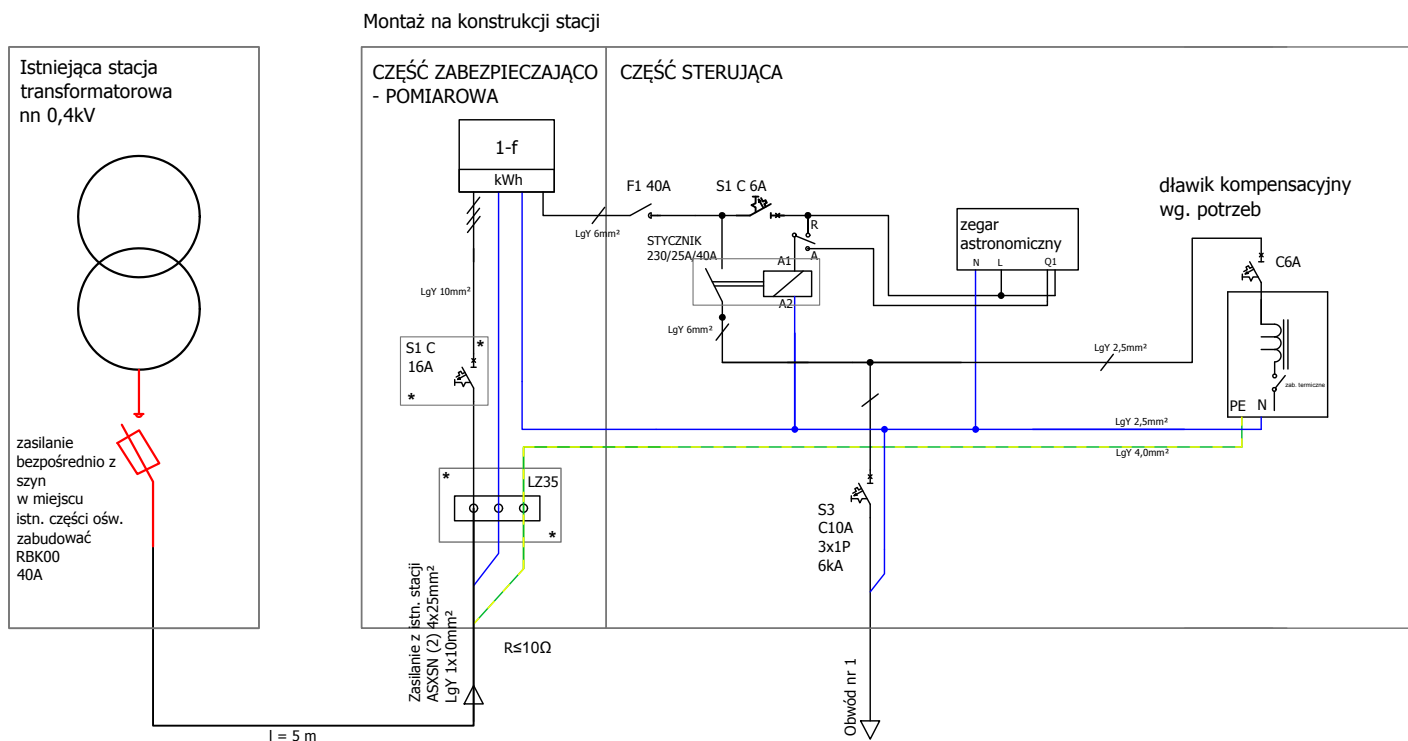 Montaż na konstrukcji stacji
Istniejąca stacja
transformatorowa
nn 0,4kV
CZĘŚĆ ZABEZPIECZAJĄCO
- POMIAROWA
CZĘŚĆ STERUJĄCA
1-f
kWh
F1 40A
S1 C 6A
LgY 6mm²
STYCZNIK
230/25A/40A
R
A
A1
A2
zegar
astronomiczny
N L Q1
dławik kompensacyjny
wg. potrzeb
C6A
LgY 10mm²
LgY 6mm²
LgY 2,5mm²
zab. termiczne
PE N
S1 C
16A
*
*
LgY 2,5mm²
LgY 4,0mm²
zasilanie
bezpośrednio z
szyn
w miejscu
istn. części ośw.
zabudować
RBK00
40A
*
LZ35
*
S3
C10A
3x1P
6kA
Zasilanie z istn. stacji
ASXSN (2) 4x25mm²
LgY 1x10mm²
R≤10Ω
Obwód nr 1
l = 5 m